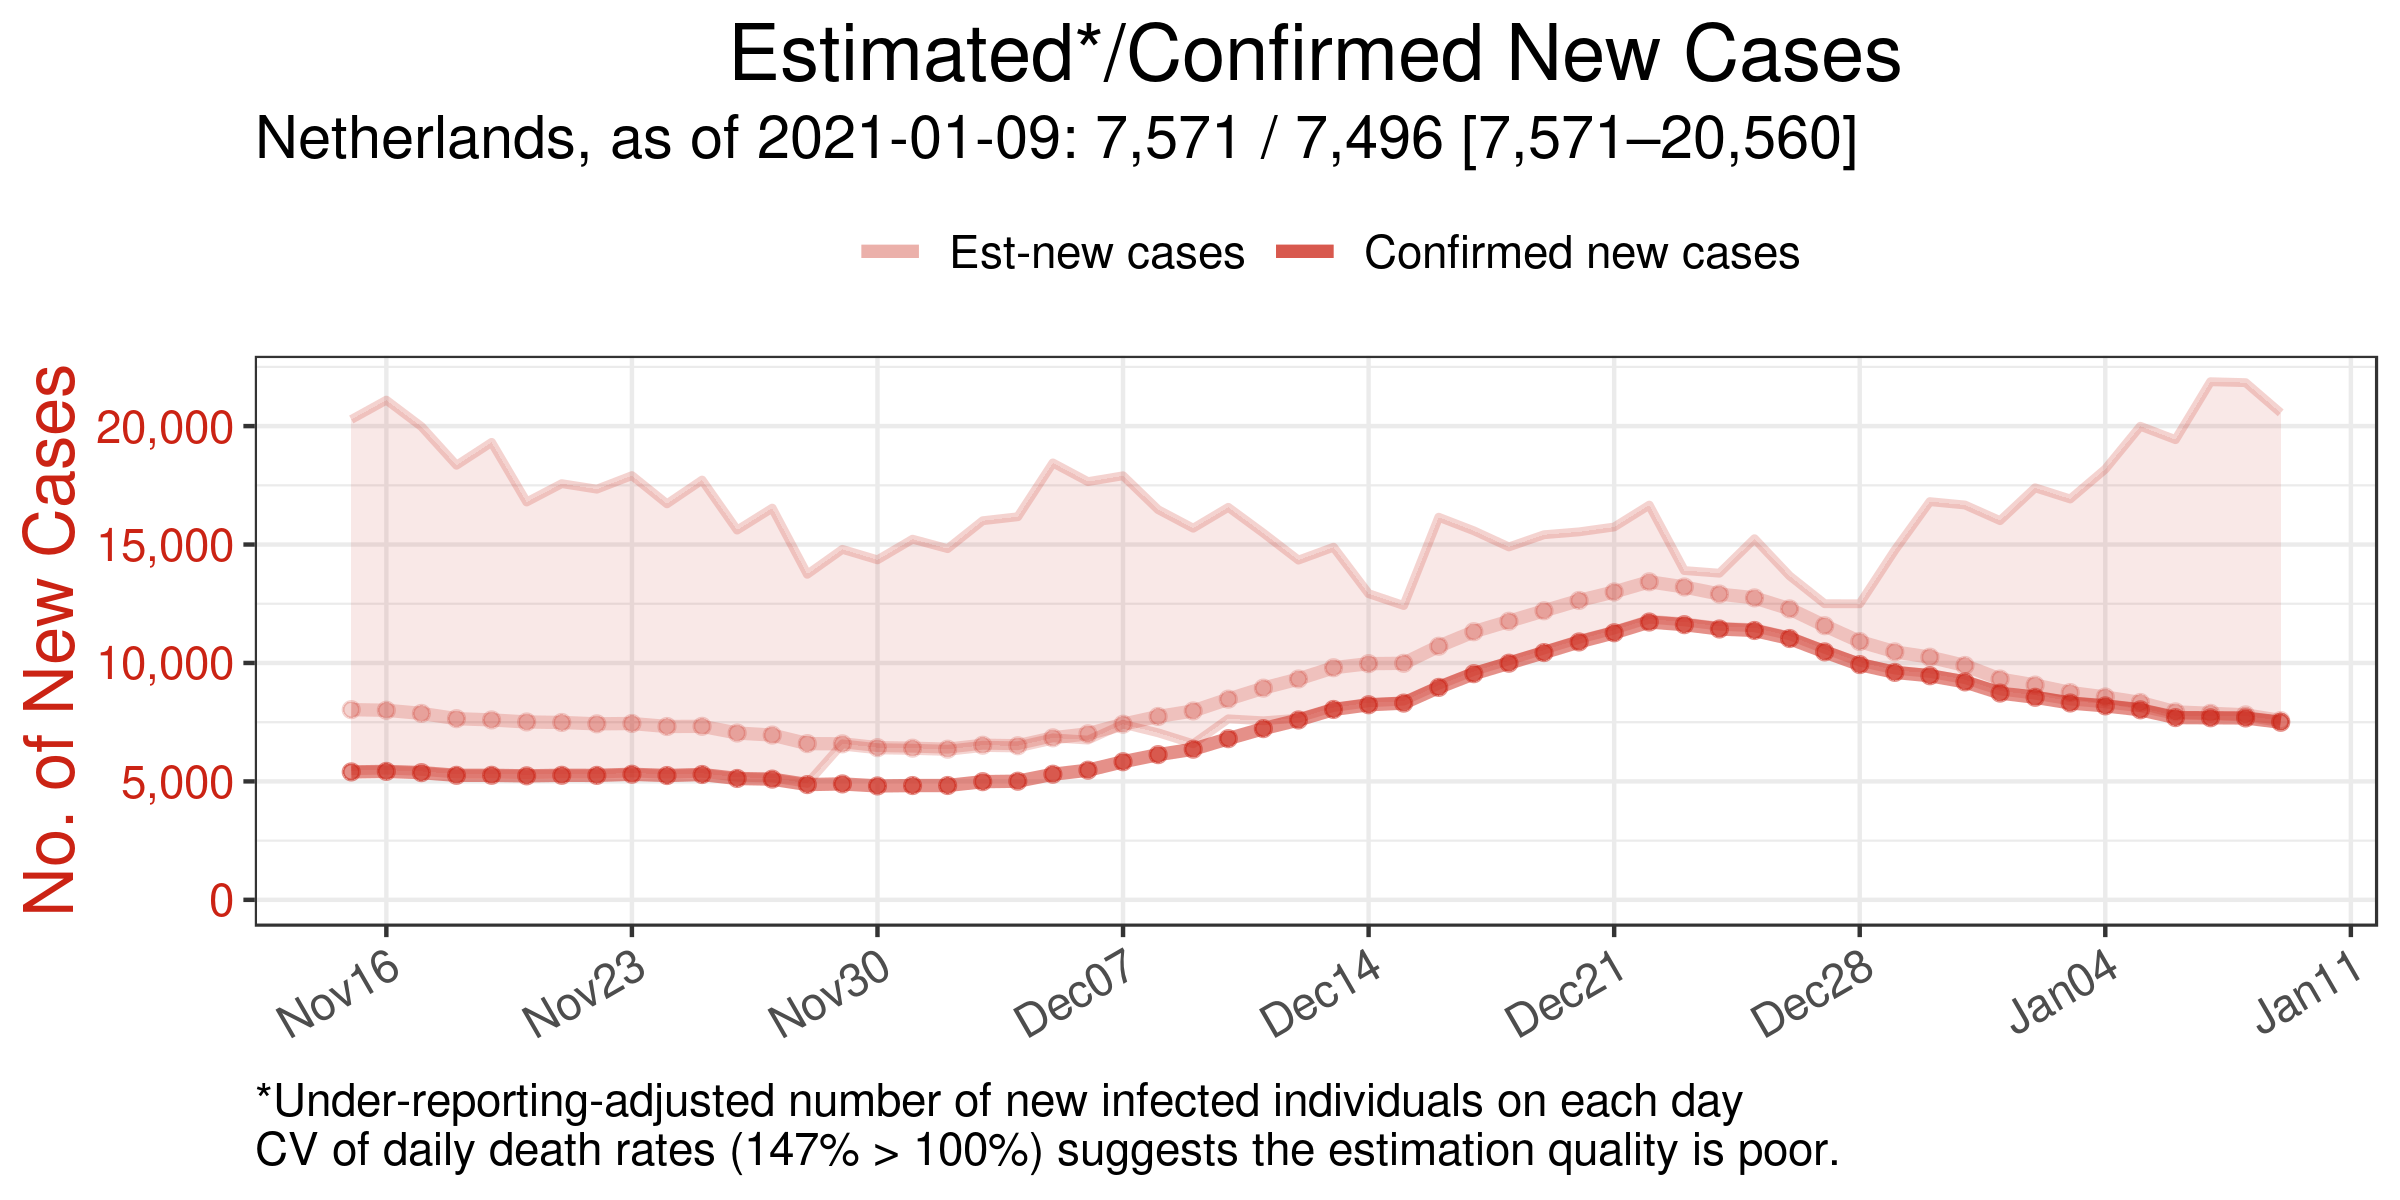 Estimated*/Confirmed New Cases
Netherlands, as of 2021-01-09: 7,571 / 7,496 [7,571–20,560]
Est-new cases Confirmed new cases
No. of New Cases
20,000
15,000
10,000
5,000
0
Nov16 Nov23 Nov30 Dec07 Dec14 Dec21 Dec28 Jan04 Jan11
*Under-reporting-adjusted number of new infected individuals on each day
CV of daily death rates (147% > 100%) suggests the estimation quality is poor.